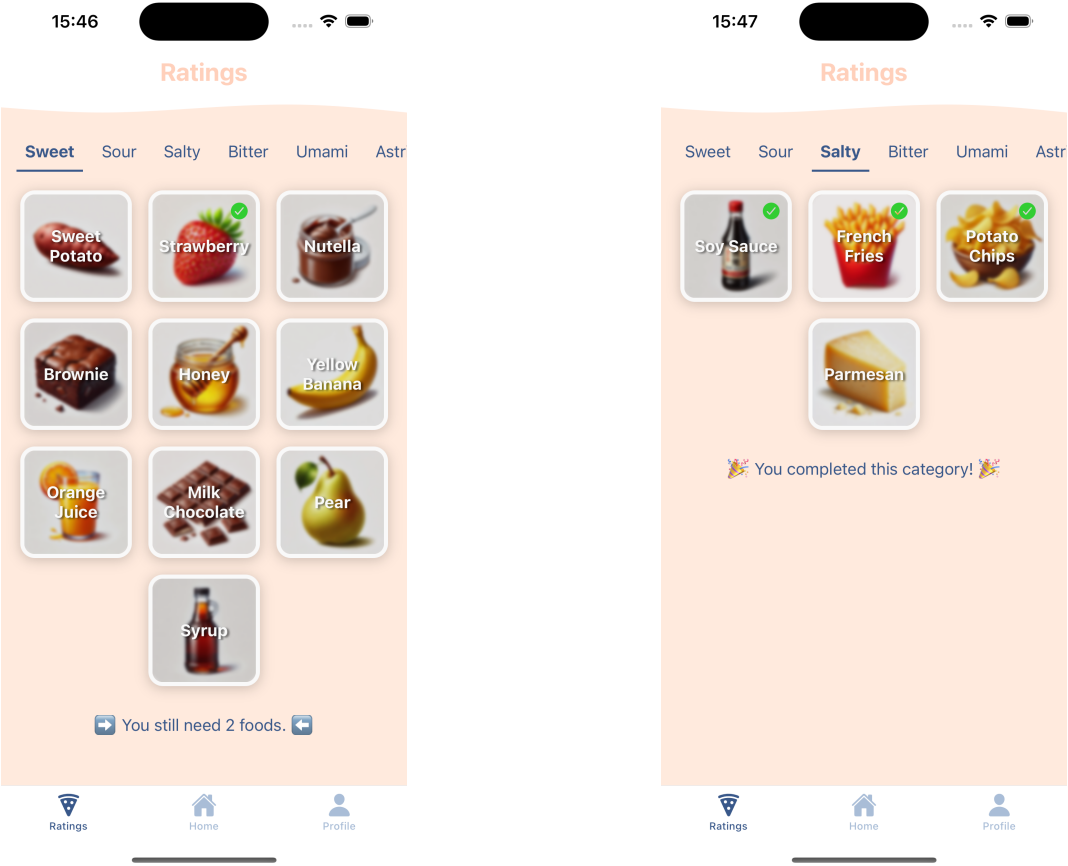 15:46
Ratings
Sweet Sour Salty Bitter Umami Astr
Sweet
Potato
Strawberry
Nutella
Brownie
Honey
Yellow
Banana
Orange
Juice
Milk
Chocolate
Pear
Syrup
➡️ You still need 2 foods. ⬅️
Ratings Home Profile
15:47
Ratings
Sweet Sour Salty Bitter Umami Astr
Soy Sauce
French
Fries
Potato
Chips
Parmesan
🎉 You completed this category! 🎉
Ratings Home Profile